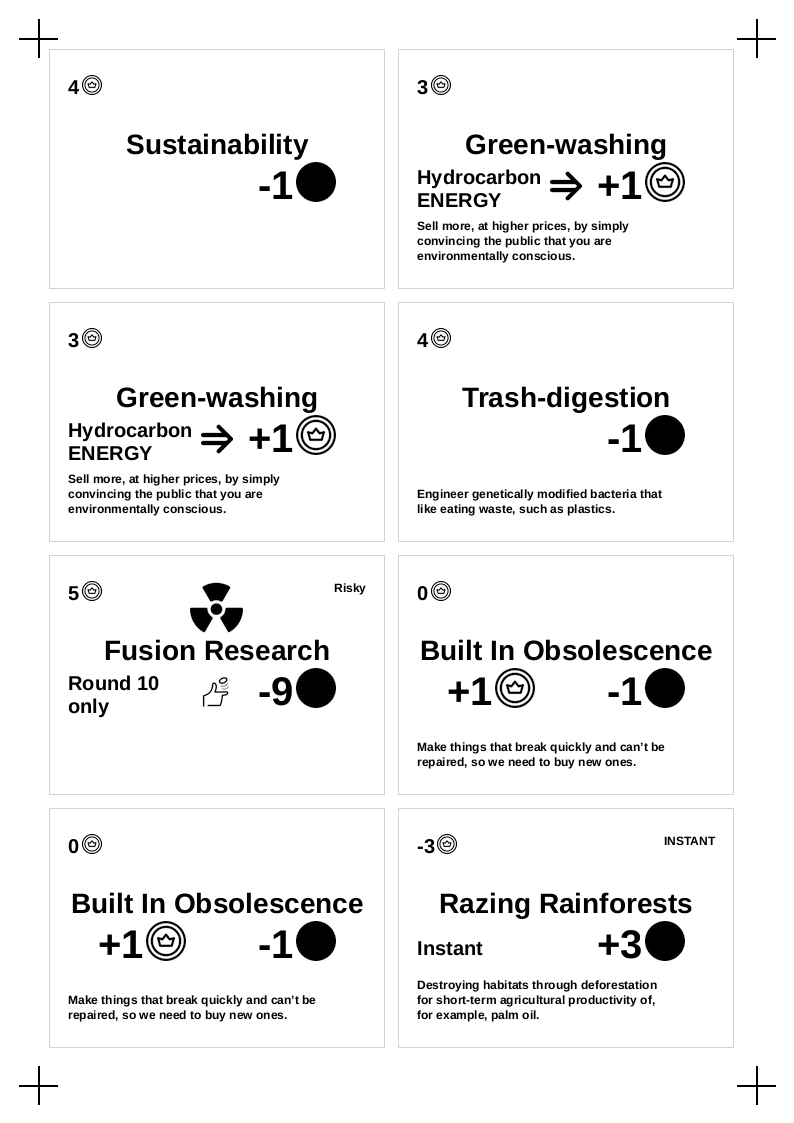 4
Sustainability
-1
3
Green-washing
Hydrocarbon
ENERGY
+1
Sell more, at higher prices, by simply
convincing the public that you are
environmentally conscious.
3
Green-washing
Hydrocarbon
ENERGY
+1
Sell more, at higher prices, by simply
convincing the public that you are
environmentally conscious.
4
Trash-digestion
-1
Engineer genetically modified bacteria that
like eating waste, such as plastics.
5
Risky
Fusion Research
Round 10
only
-9
0
Built In Obsolescence
+1 -1
Make things that break quickly and can’t be
repaired, so we need to buy new ones.
0
Built In Obsolescence
+1 -1
Make things that break quickly and can’t be
repaired, so we need to buy new ones.
-3
INSTANT
Razing Rainforests
Instant +3
Destroying habitats through deforestation
for short-term agricultural productivity of,
for example, palm oil.